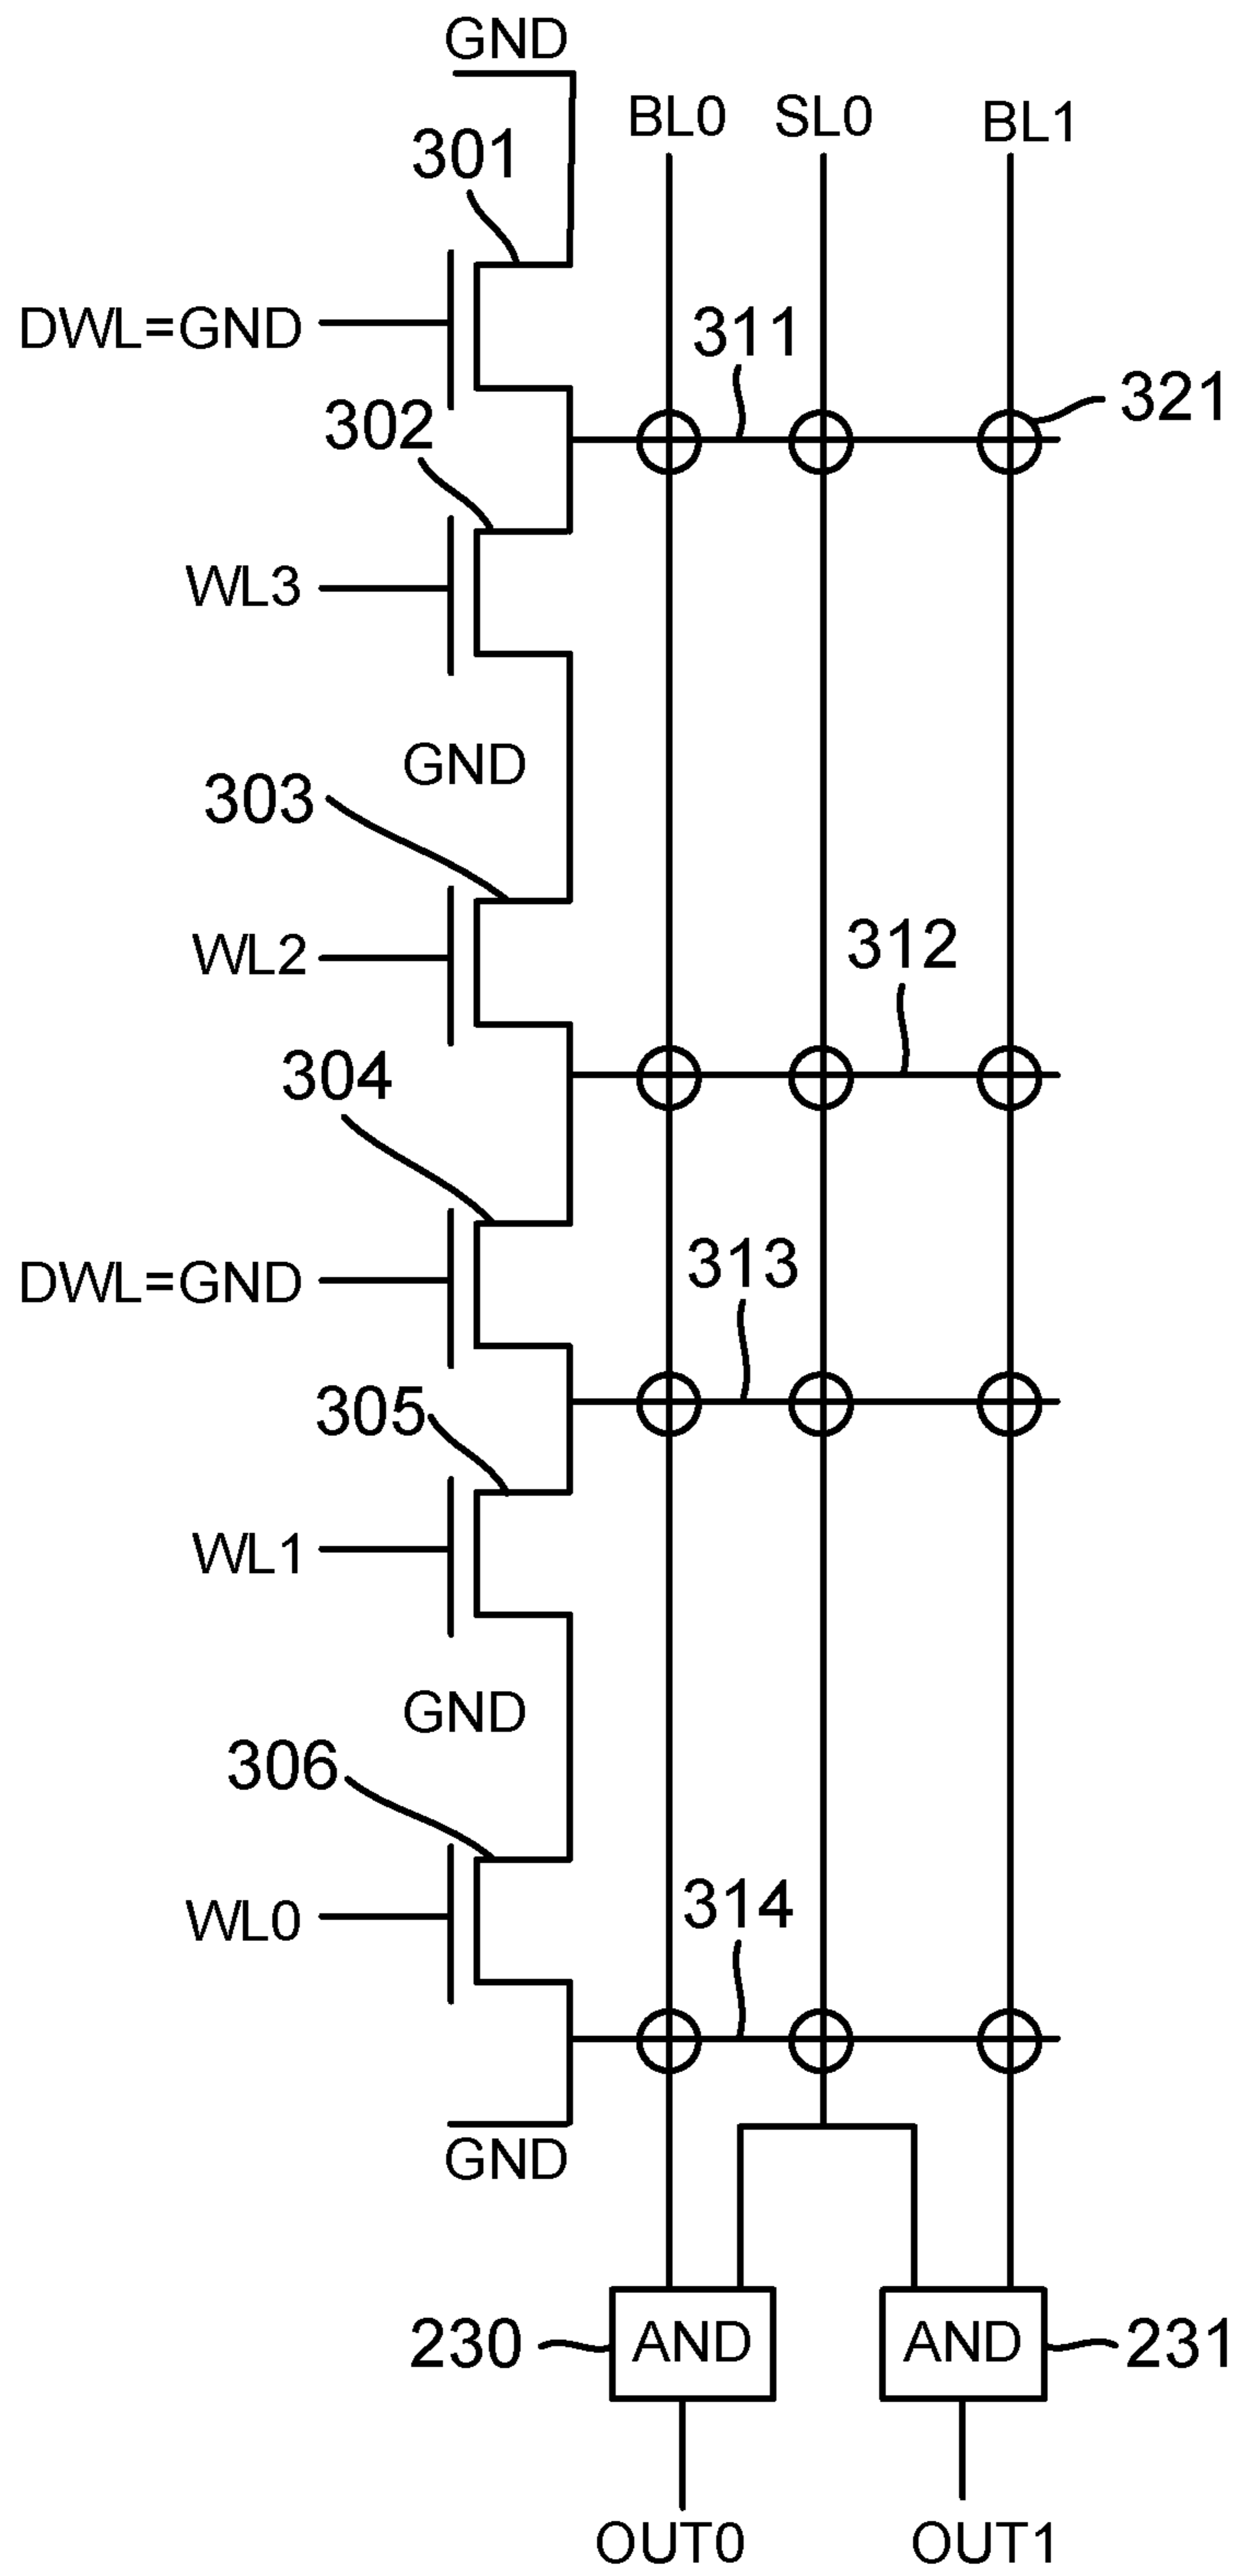 GND
BL0 SL0 BL1
301
DWL=GND
311
321
302
WL3
GND
303
WL2
312
304
DWL=GND
313
305
WL1
GND
306
WL0
314
GND
230 AND AND 231
OUT0 OUT1